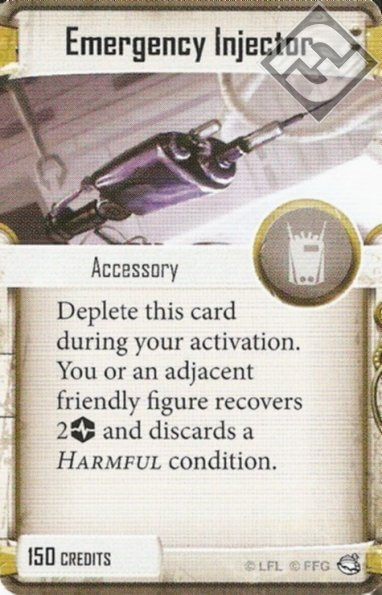 Emergency Injector
Accessory
Deplete this card
during your activation.
You or an adjacent
friendly figure recovers
2 and discards a
HARMFUL condition.
150 CREDITS
© LFL © FFG